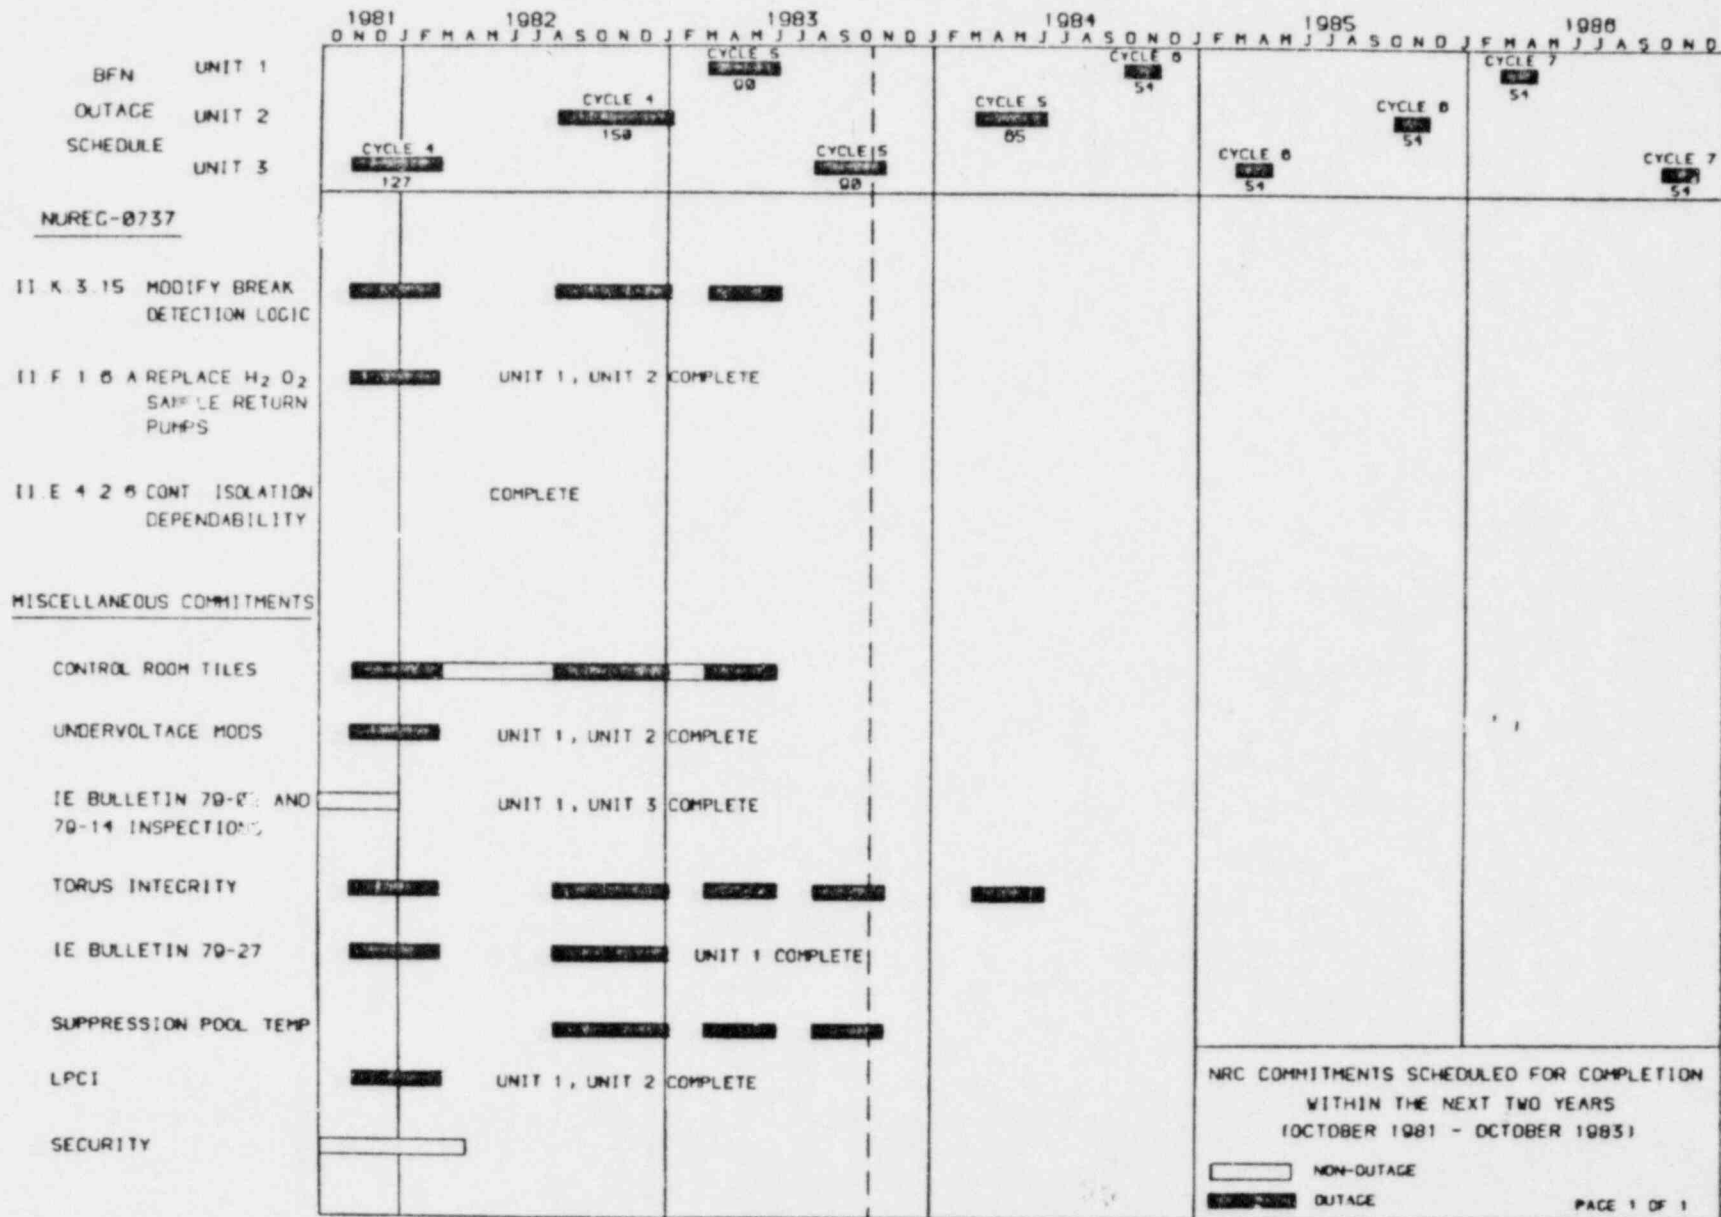 1981 1982 1983 1984 1985 1986
O N D J F M A M J J A S O N D J F M A M J J A S O N D J F M A M J J A S O N D J F M A M J J A S O N D J F M A M J J A S O N D
BFN
OUTAGE
SCHEDULE
UNIT 1
CYCLE 5
90
CYCLE 6
54
CYCLE 7
54
UNIT 2
CYCLE 4
150
CYCLE 5
85
CYCLE 6
54
UNIT 3
CYCLE 4
127
CYCLE 5
90
CYCLE 6
54
CYCLE 7
54
NUREG-0737
II K 3.15 MODIFY BREAK
DETECTION LOGIC
II F 1 6 A REPLACE H2 O2
SAMPLE RETURN
PUMPS
UNIT 1, UNIT 2 COMPLETE
II.E 4 2 6 CONT ISOLATION
DEPENDABILITY
COMPLETE
MISCELLANEOUS COMMITMENTS
CONTROL ROOM TILES
UNDERVOLTAGE MODS
UNIT 1, UNIT 2 COMPLETE
IE BULLETIN AND
79-14 INSPECTIONS
UNIT 1, UNIT 3 COMPLETE
TORUS INTEGRITY
IE BULLETIN 79-27
UNIT 1 COMPLETE
SUPPRESSION POOL TEMP
LPCI
UNIT 1, UNIT 2 COMPLETE
SECURITY
NRC COMMITMENTS SCHEDULED FOR COMPLETION
WITHIN THE NEXT TWO YEARS
(OCTOBER 1981 - OCTOBER 1983)
NON-OUTAGE
OUTAGE
PAGE 1 OF 1